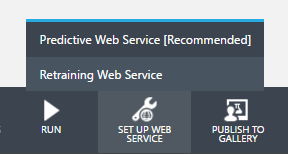 Predictive Web Service [Recommended]
Retraining Web Service
RUN
SET UP WEB
SERVICE
PUBLISH TO
GALLERY